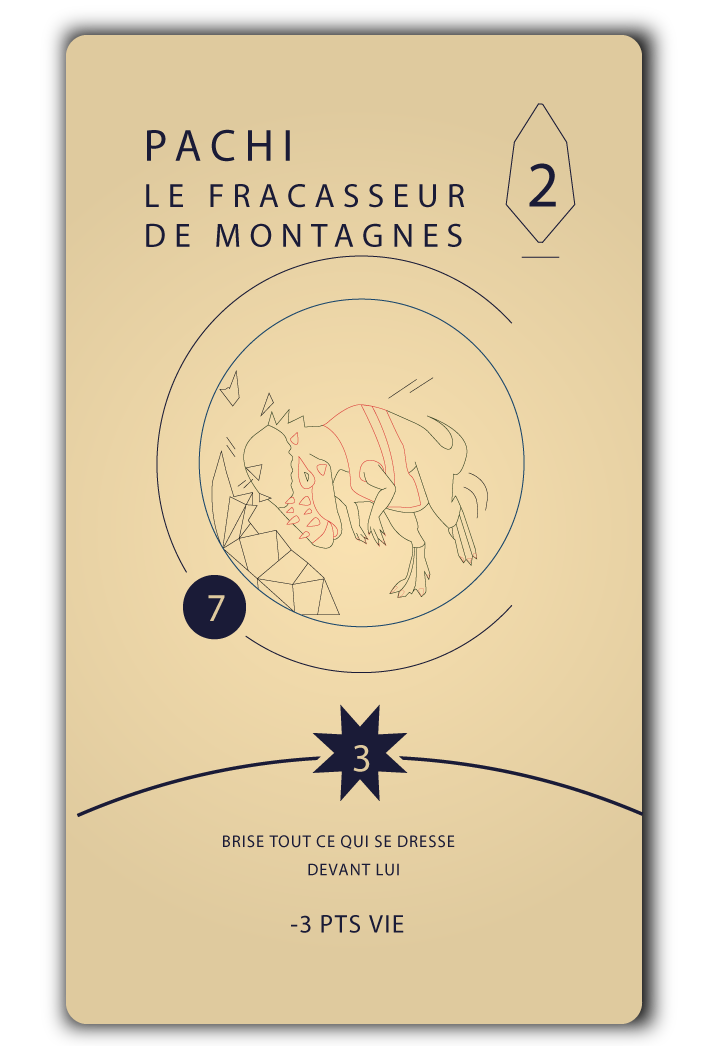 PACHI
2
LE FRACASSEUR
DE MONTAGNES
7
3
BRISE TOUT CE QUI SE DRESSE
DEVANT LUI
-3 PTS VIE